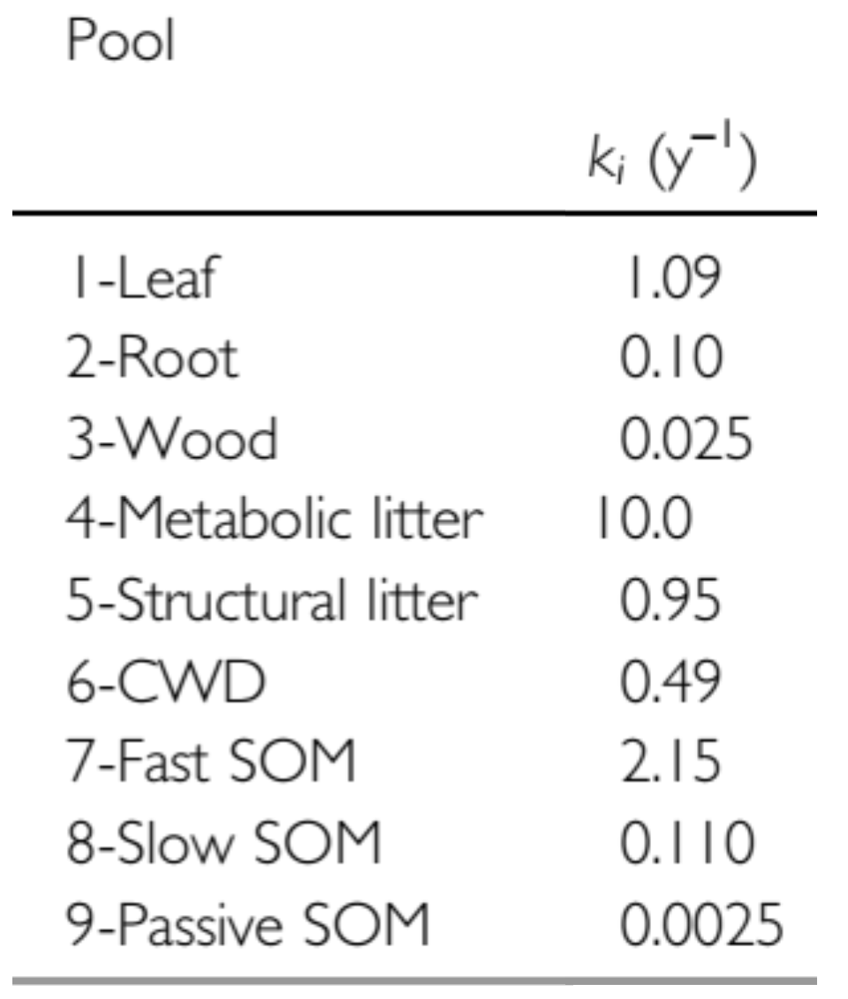 Pool
kᵢ (y⁻¹)
1-Leaf 1.09
2-Root 0.10
3-Wood 0.025
4-Metabolic litter 10.0
5-Structural litter 0.95
6-CWD 0.49
7-Fast SOM 2.15
8-Slow SOM 0.110
9-Passive SOM 0.0025